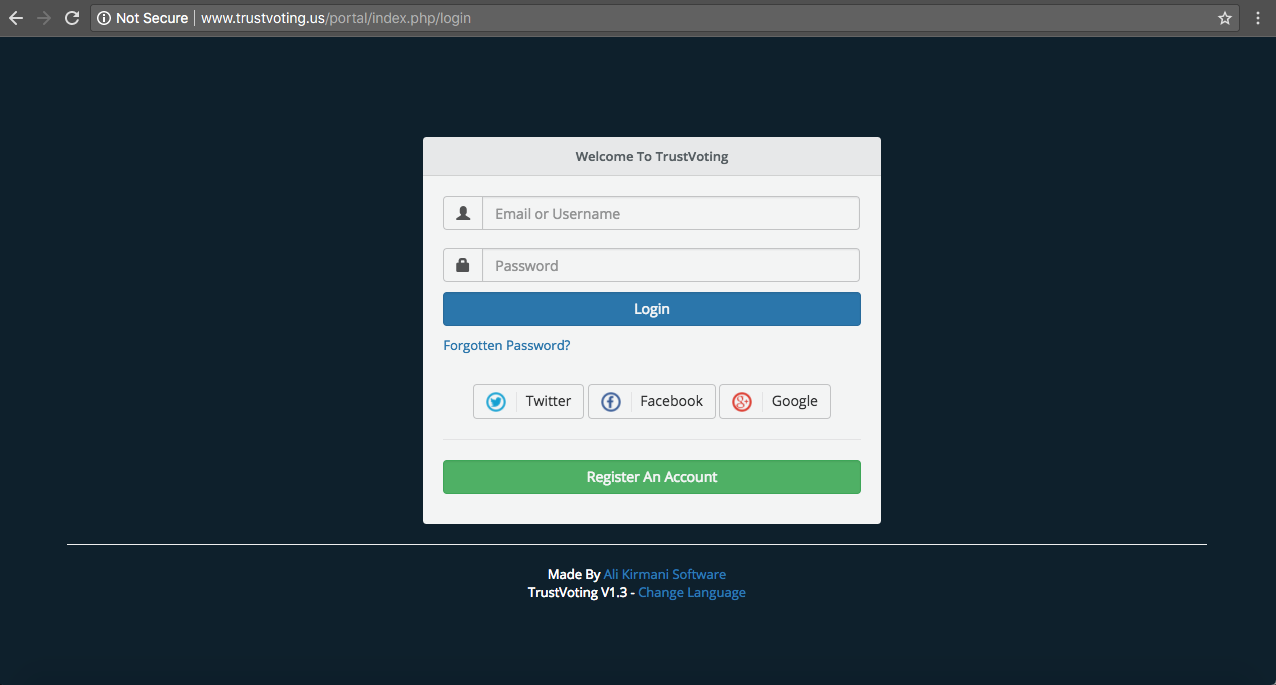 Not Secure | www.trustvoting.us/portal/index.php/login
Welcome To TrustVoting
Email or Username
Password
Login
Forgotten Password?
Twitter
Facebook
Google
Register An Account
Made By Ali Kirmani Software
TrustVoting V1.3 - Change Language